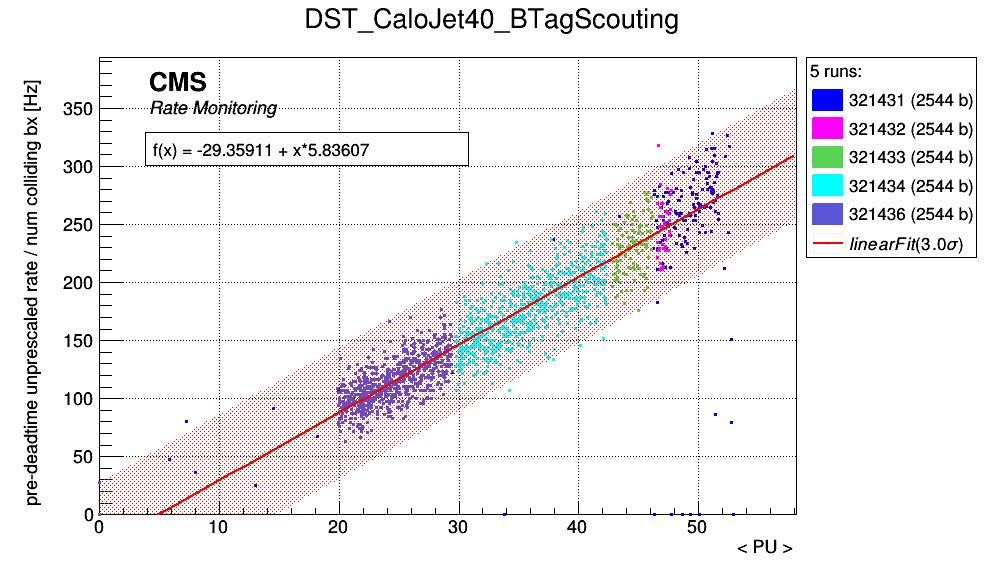 DST_CaloJet40_BTagScouting
pre-deadtime unprescaled rate / num colliding bx [Hz]
CMS
Rate Monitoring
f(x) = -29.35911 + x*5.83607
350
300
250
200
150
100
50
0
0 10 20 30 40 50
< PU >
5 runs:
321431 (2544 b)
321432 (2544 b)
321433 (2544 b)
321434 (2544 b)
321436 (2544 b)
linearFit(3.0σ)